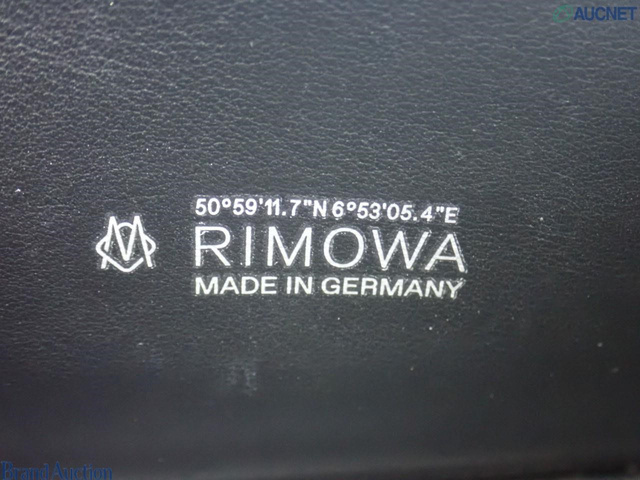 AUCNET
50°59'11.7"N 6°53'05.4"E
RIMOWA
MADE IN GERMANY
Brand Auction